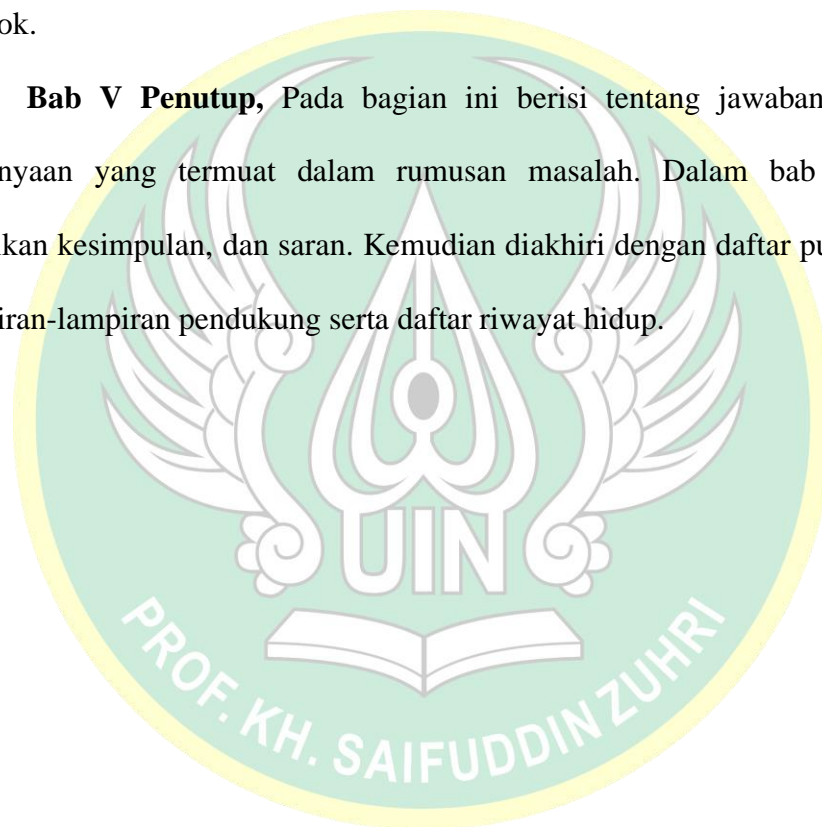 ok.
Bab V Penutup, Pada bagian ini berisi tentang jawaban
nyaan yang termuat dalam rumusan masalah. Dalam bab
kan kesimpulan, dan saran. Kemudian diakhiri dengan daftar pu
iran-lampiran pendukung serta daftar riwayat hidup.
UIN
PROF. KH. SAIFUDDIN ZUHRI